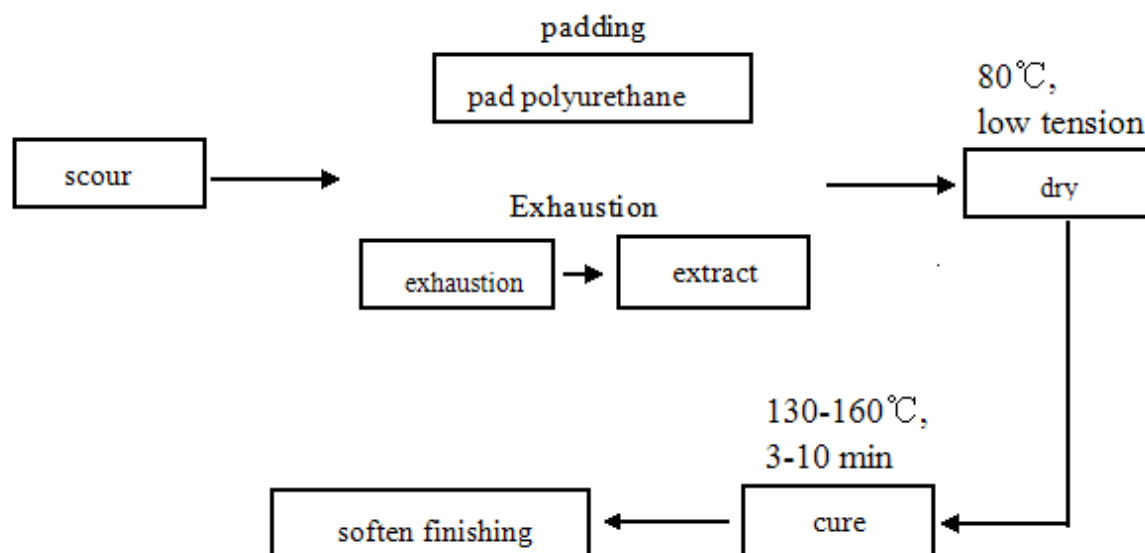 padding
pad polyurethane
80℃,
low tension
scour
dry
Exhaustion
exhaustion
extract
130-160℃,
3-10 min
soften finishing
cure